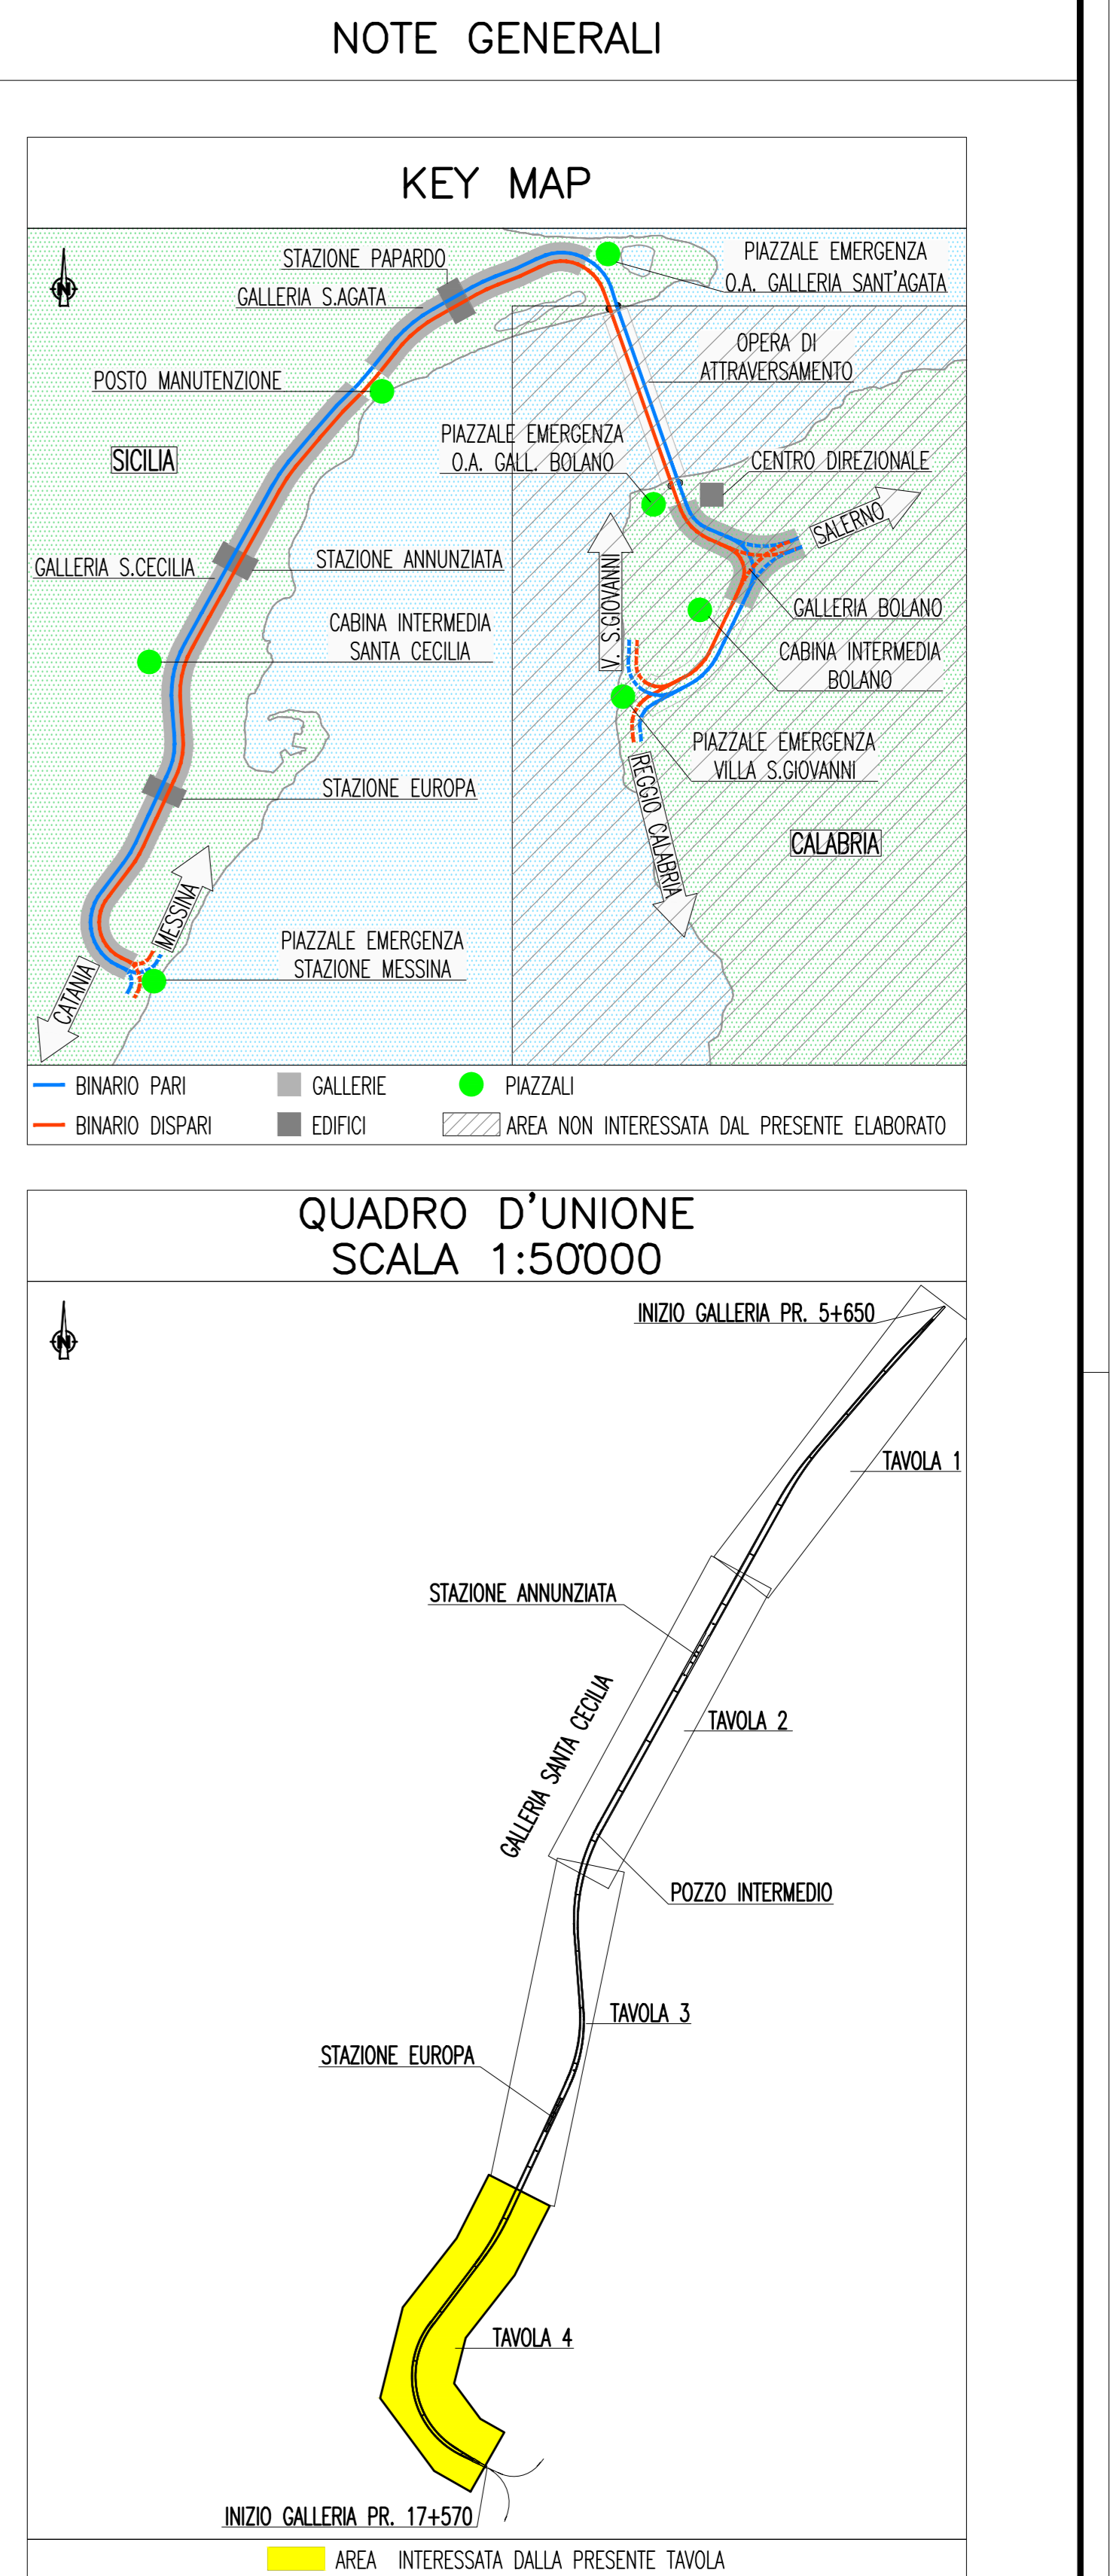 NOTE GENERALI
KEY MAP
N
STAZIONE PAPARDO
GALLERIA S.AGATA
PIAZZALE EMERGENZA
O.A. GALLERIA SANT'AGATA
OPERA DI
ATTRAVERSAMENTO
POSTO MANUTENZIONE
SICILIA
PIAZZALE EMERGENZA
O.A. GALL. BOLANO
CENTRO DIREZIONALE
SALERNO
GALLERIA S.CECILIA
STAZIONE ANNUNZIATA
V. S.GIOVANNI
GALLERIA BOLANO
CABINA INTERMEDIA
SANTA CECILIA
CABINA INTERMEDIA
BOLANO
PIAZZALE EMERGENZA
VILLA S.GIOVANNI
STAZIONE EUROPA
REGGIO CALABRIA
CALABRIA
MESSINA
PIAZZALE EMERGENZA
STAZIONE MESSINA
CATANIA
BINARIO PARI
GALLERIE
PIAZZALI
BINARIO DISPARI
EDIFICI
AREA NON INTERESSATA DAL PRESENTE ELABORATO
QUADRO D'UNIONE
SCALA 1:50'000
N
INIZIO GALLERIA PR. 5+650
TAVOLA 1
STAZIONE ANNUNZIATA
GALLERIA SANTA CECILIA
TAVOLA 2
POZZO INTERMEDIO
TAVOLA 3
STAZIONE EUROPA
TAVOLA 4
INIZIO GALLERIA PR. 17+570
AREA INTERESSATA DALLA PRESENTE TAVOLA